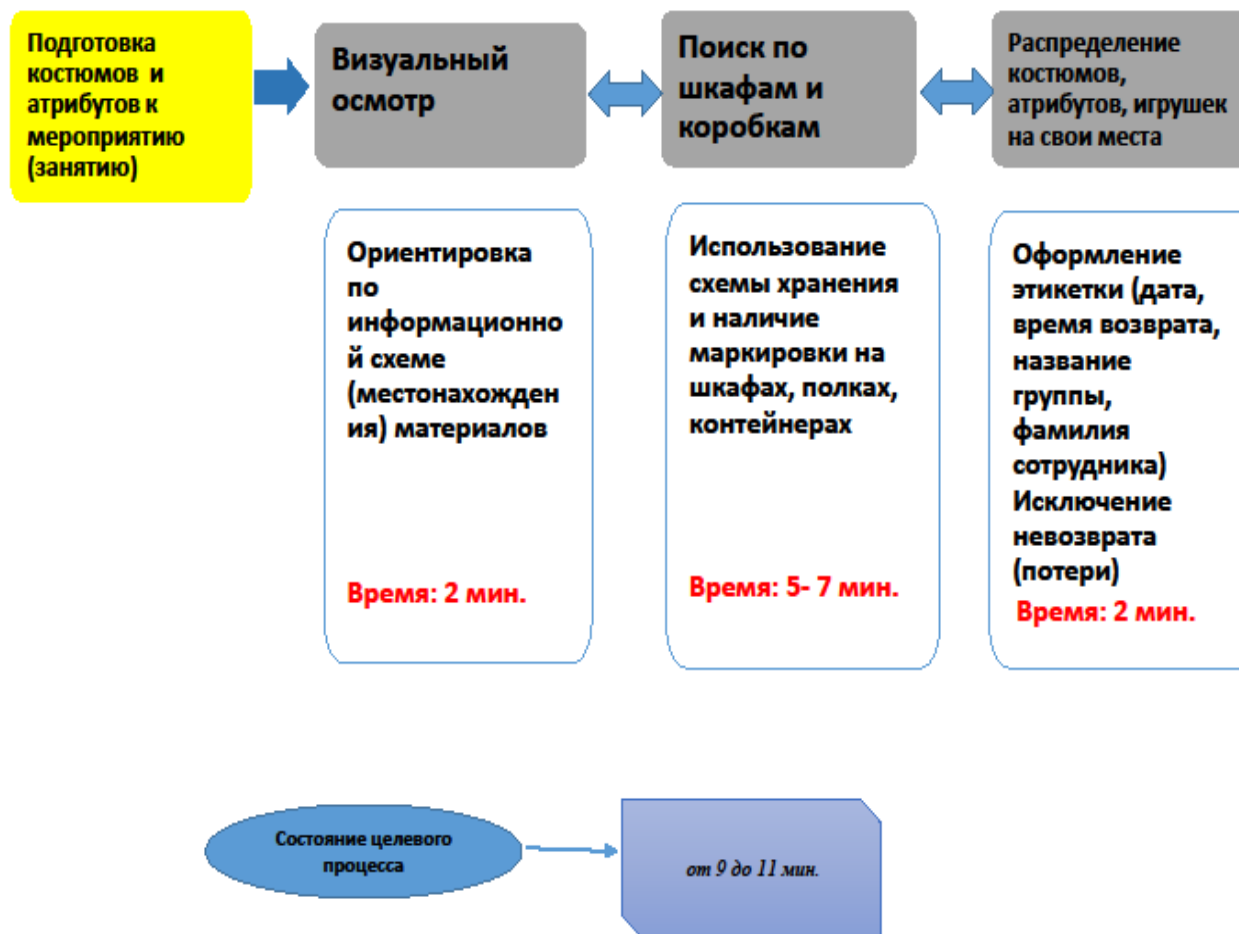 Подготовка
костюмов и
атрибутов к
мероприятию
(занятию)
Визуальный
осмотр
Поиск по
шкафам и
коробкам
Распределение
костюмов,
атрибутов, игрушек
на свои места
Ориентировка
по
информационно
й схеме
(местонахожден
ия) материалов
Время: 2 мин.
Использование
схемы хранения
и наличие
маркировки на
шкафах, полках,
контейнерах
Время: 5- 7 мин.
Оформление
этикетки (дата,
время возврата,
название
группы,
фамилия
сотрудника)
Исключение
невозврата
(потери)
Время: 2 мин.
Состояние целевого
процесса
от 9 до 11 мин.